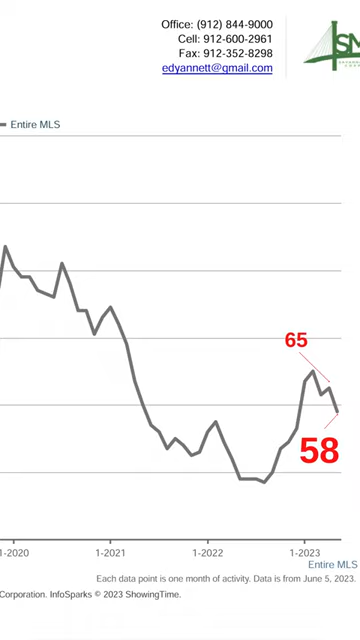 Office: (912) 844-9000
Cell: 912-600-2961
Fax: 912-352-8298
edyannett@gmail.com
SM
Entire MLS
65
58
1-2020
1-2021
1-2022
1-2023
Entire MLS
Each data point is one month of activity. Data is from June 5, 2023.
Corporation. InfoSparks © 2023 ShowingTime.